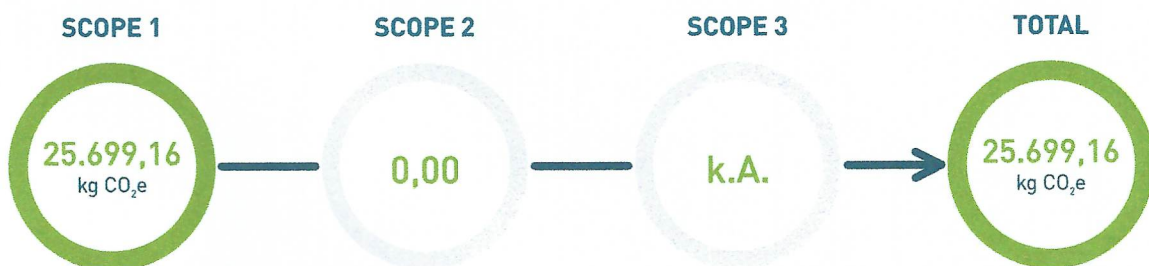 SCOPE 1
25.699,16
kg CO₂e
SCOPE 2
0,00
SCOPE 3
k.A.
TOTAL
25.699,16
kg CO₂e